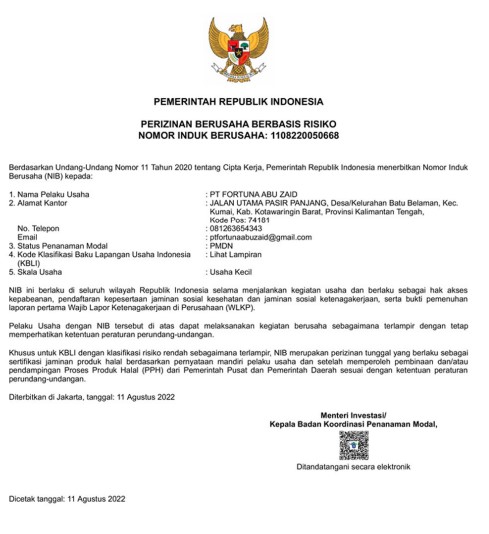 PEMERINTAH REPUBLIK INDONESIA
PERIZINAN BERUSAHA BERBASIS RISIKO
NOMOR INDUK BERUSAHA: 1108220050668
Berdasarkan Undang-Undang Nomor 11 Tahun 2020 tentang Cipta Kerja, Pemerintah Republik Indonesia menerbitkan Nomor Induk
Berusaha (NIB) kepada:
1. Nama Pelaku Usaha : PT FORTUNA ABU ZAID
2. Alamat Kantor : JALAN UTAMA PASIR PANJANG, Desa/Kelurahan Batu Belaman, Kec.
Kumai, Kab. Kotawaringin Barat, Provinsi Kalimantan Tengah,
Kode Pos: 74181
No. Telepon : 081263654343
Email : ptfortunaabuzaid@gmail.com
3. Status Penanaman Modal : PMDN
4. Kode Klasifikasi Baku Lapangan Usaha Indonesia : Lihat Lampiran
(KBLI)
5. Skala Usaha : Usaha Kecil
NIB ini berlaku di seluruh wilayah Republik Indonesia selama menjalankan kegiatan usaha dan berlaku sebagai hak akses
kepabeanan, pendaftaran kepesertaan jaminan sosial kesehatan dan jaminan sosial ketenagakerjaan, serta bukti pemenuhan
laporan pertama Wajib Lapor Ketenagakerjaan di Perusahaan (WLKP).
Pelaku Usaha dengan NIB tersebut di atas dapat melaksanakan kegiatan berusaha sebagaimana terlampir dengan tetap
memperhatikan ketentuan peraturan perundang-undangan.
Khusus untuk KBLI dengan klasifikasi risiko rendah sebagaimana terlampir, NIB merupakan perizinan tunggal yang berlaku sebagai
sertifikasi jaminan produk halal berdasarkan pernyataan mandiri pelaku usaha dan setelah memperoleh pembinaan dan/atau
pendampingan Proses Produk Halal (PPH) dari Pemerintah Pusat dan Pemerintah Daerah sesuai dengan ketentuan peraturan
perundang-undangan.
Diterbitkan di Jakarta, tanggal: 11 Agustus 2022
Menteri Investasi/
Kepala Badan Koordinasi Penanaman Modal,
Ditandatangani secara elektronik
Dicetak tanggal: 11 Agustus 2022